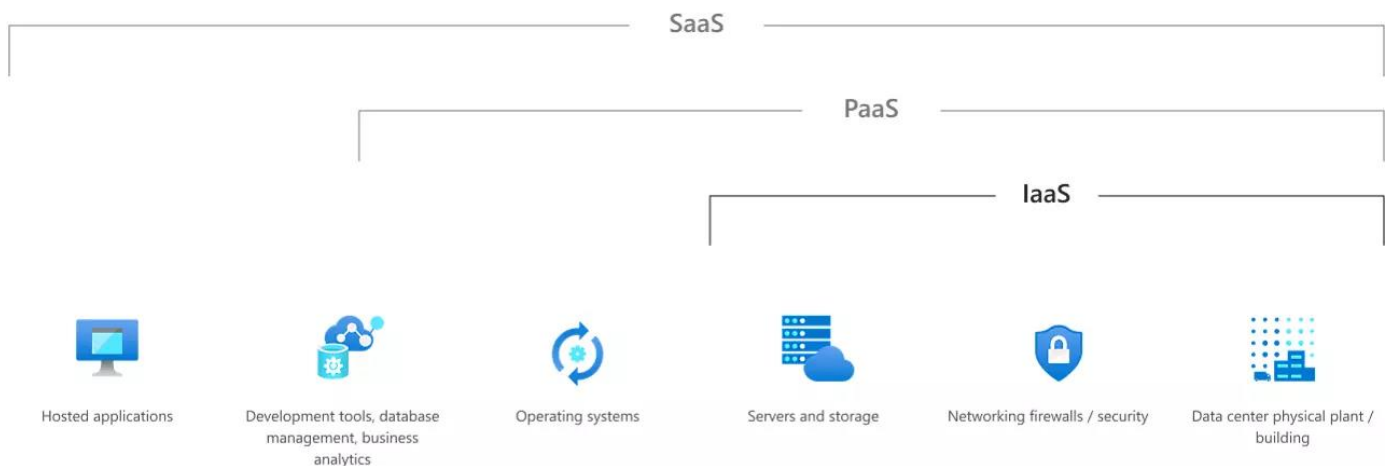 SaaS
PaaS
IaaS
Hosted applications
Development tools, database
management, business
analytics
Operating systems
Servers and storage
Networking firewalls / security
Data center physical plant /
building